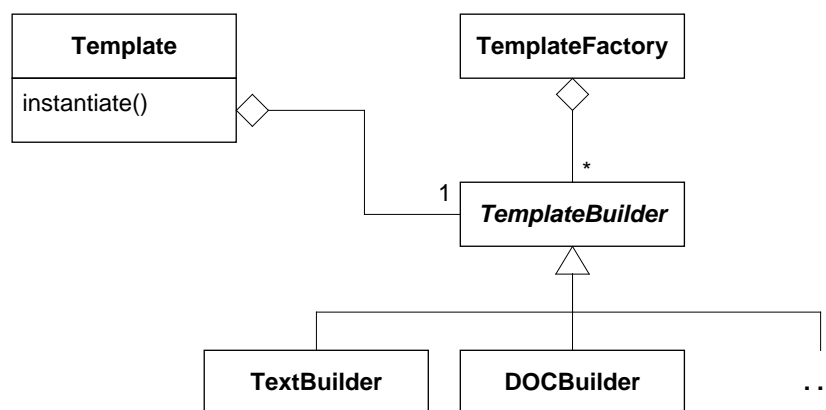 Template
TemplateFactory
instantiate()
*
1
TemplateBuilder
TextBuilder
DOCBuilder
. .